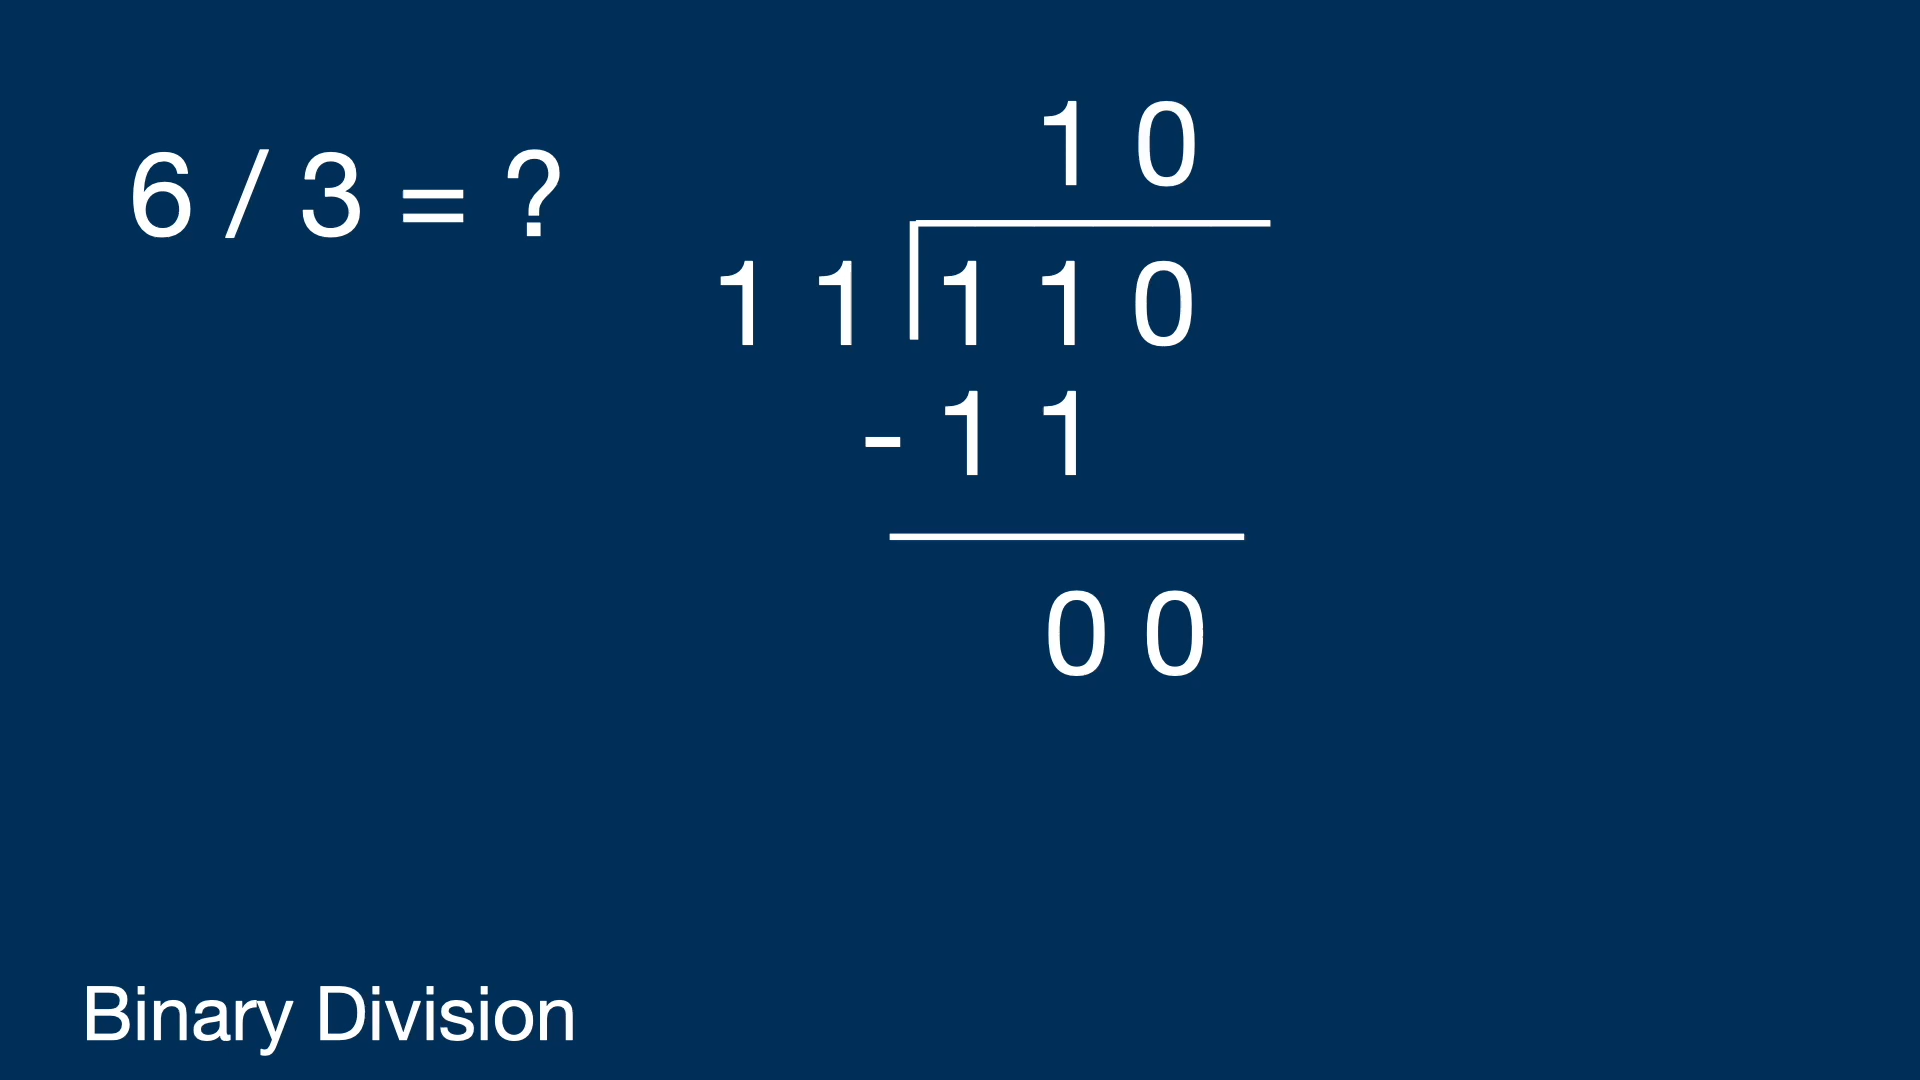 6 / 3 = ?
1 0
1 1 1 1 0
- 1 1
0 0
Binary Division